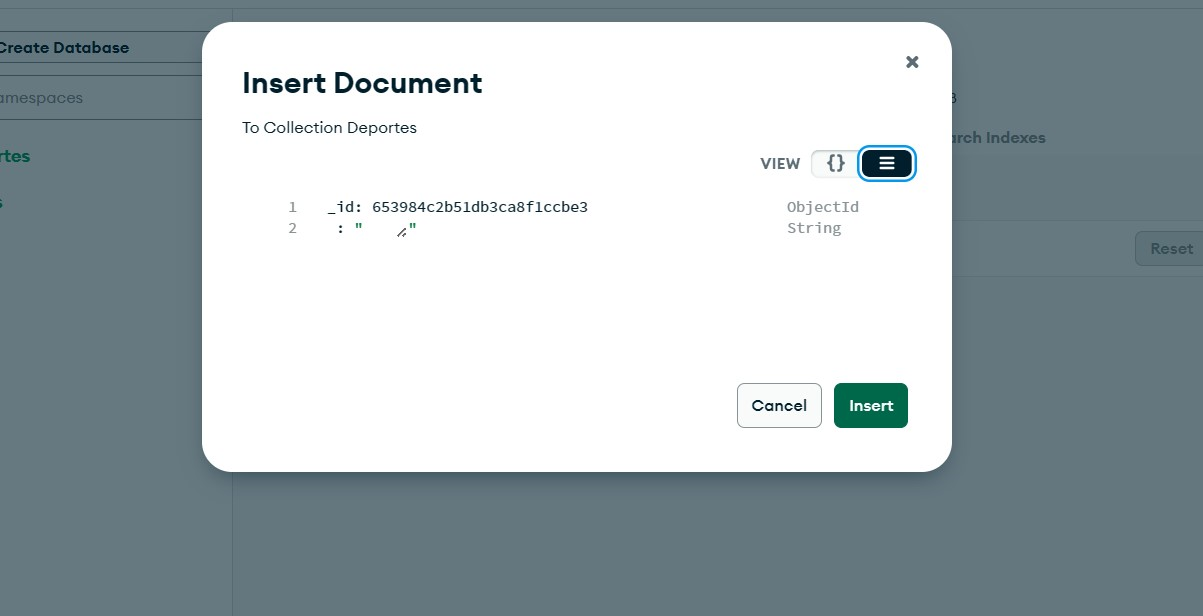 Create Database
amespaces
rtes
s
Insert Document
To Collection Deportes
VIEW {}
1 _id: 653984c2b51db3ca8f1ccbe3 ObjectId
2 : " " String
Cancel Insert
arch Indexes
Reset